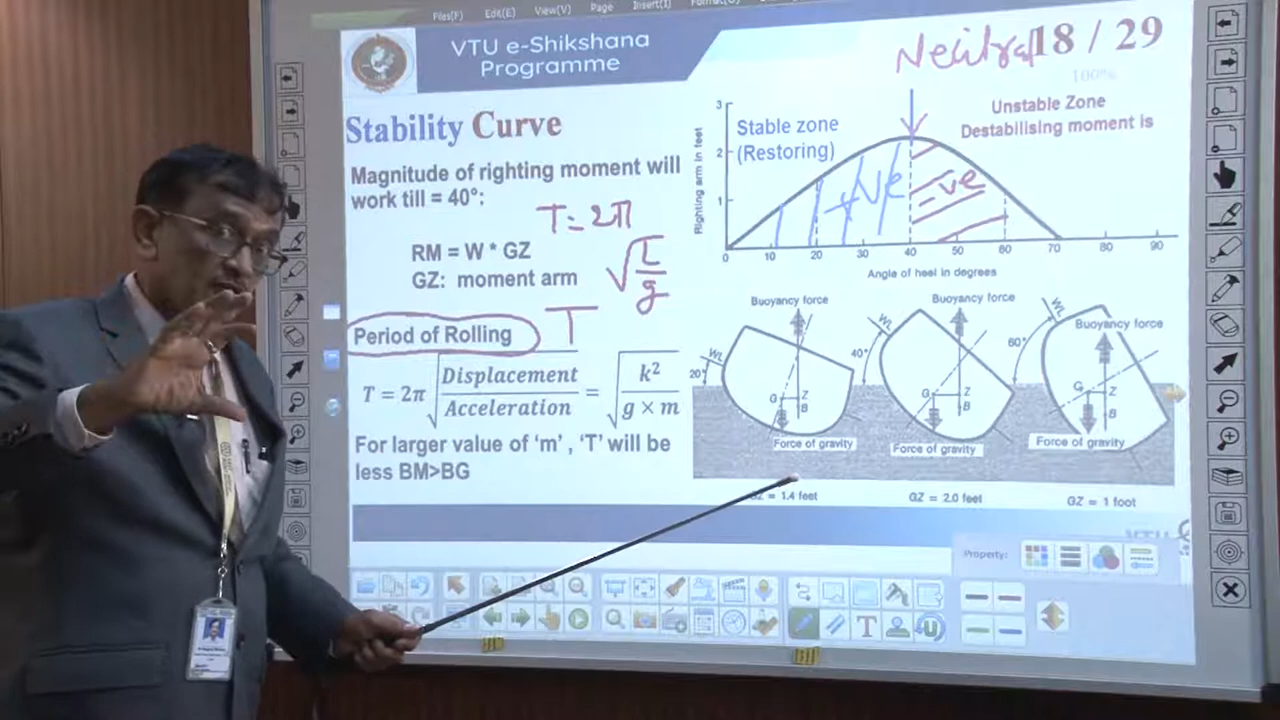 Files(F) Edit(E) View(V) Page Insert(I)
VTU e-Shikshana
Programme
Neutral 18 / 29
100%
Stability Curve
Magnitude of righting moment will
work till = 40°:
T = 2π
√L/g
RM = W * GZ
GZ: moment arm
Period of Rolling T
T = 2π √Displacement/Acceleration = √k²/(g × m)
For larger value of 'm' , 'T' will be
less BM>BG
Unstable Zone
Destabilising moment is
Stable zone
(Restoring)
+ve
-ve
Righting arm in feet
3
2
1
0 10 20 30 40 50 60 70 80 90
Angle of heel in degrees
Buoyancy force
WL
20°
G Z
B
Force of gravity
GZ = 1.4 feet
Buoyancy force
WL
40°
G Z
B
Force of gravity
GZ = 2.0 feet
WL
Buoyancy force
60°
G Z
B
Force of gravity
GZ = 1 foot
VTU
Property:
T